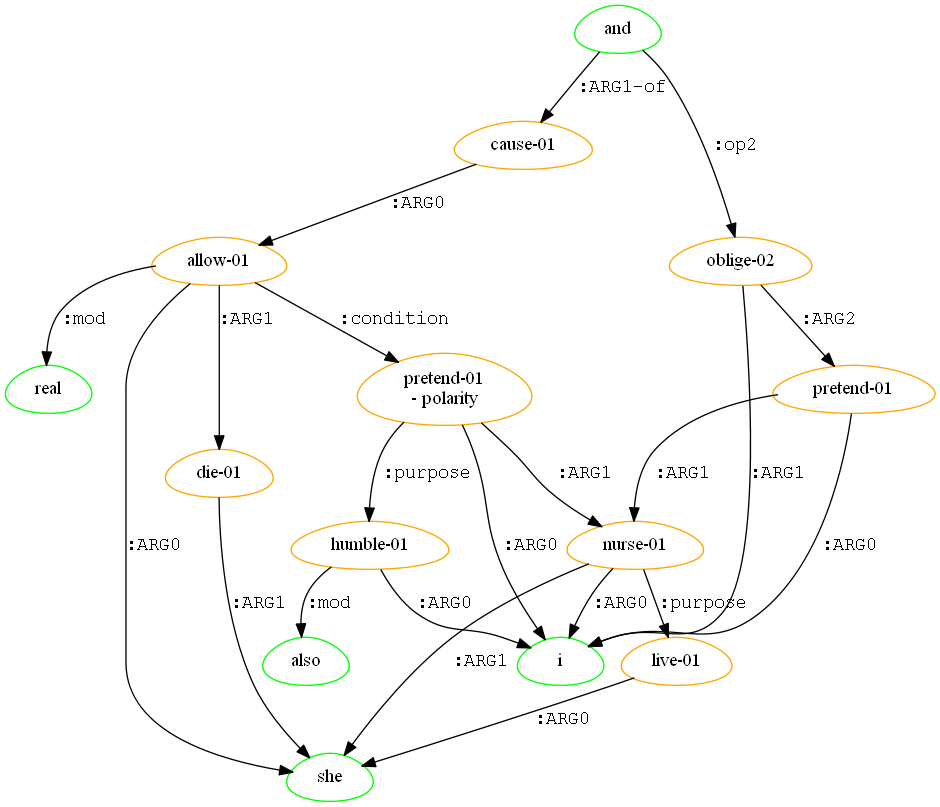 and
:ARG1-of
cause-01
:op2
:ARG0
allow-01
oblige-02
:mod
:ARG1
:condition
:ARG2
real
pretend-01
- polarity
pretend-01
die-01
:purpose
:ARG1
:ARG1
:ARG1
:ARG0
humble-01
:ARG0
nurse-01
:ARG0
:ARG1
:mod
:ARG0
:ARG0
:purpose
also
:ARG1
i
live-01
:ARG0
she